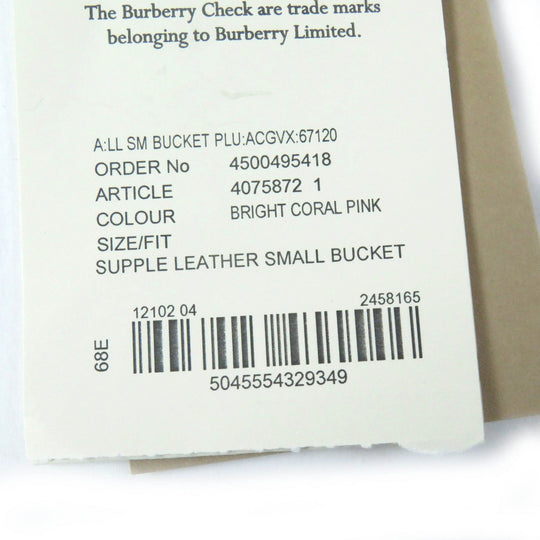 The Burberry Check are trade marks
belonging to Burberry Limited.
A:LL SM BUCKET PLU:ACGVX:67120
ORDER No 4500495418
ARTICLE 4075872 1
COLOUR BRIGHT CORAL PINK
SIZE/FIT
SUPPLE LEATHER SMALL BUCKET
12102 04 2458165
68E
5045554329349